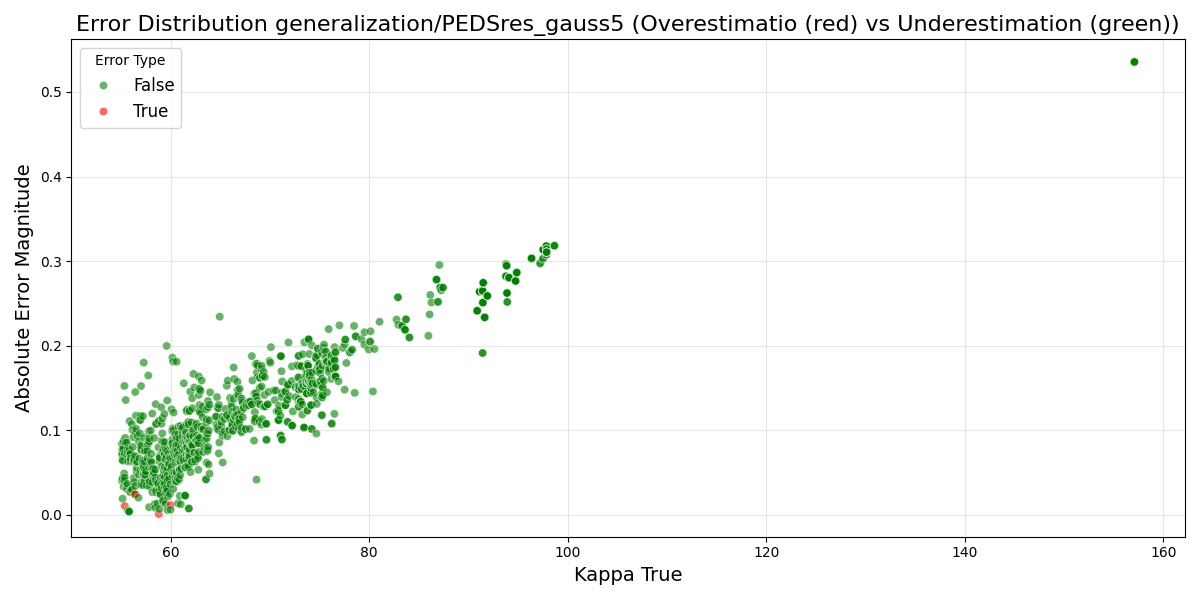 Error Distribution generalization/PEDSres_gauss5 (Overestimatio (red) vs Underestimation (green))
Error Type
False
True
Absolute Error Magnitude
0.5
0.4
0.3
0.2
0.1
0.0
60
80
100
120
140
160
Kappa True